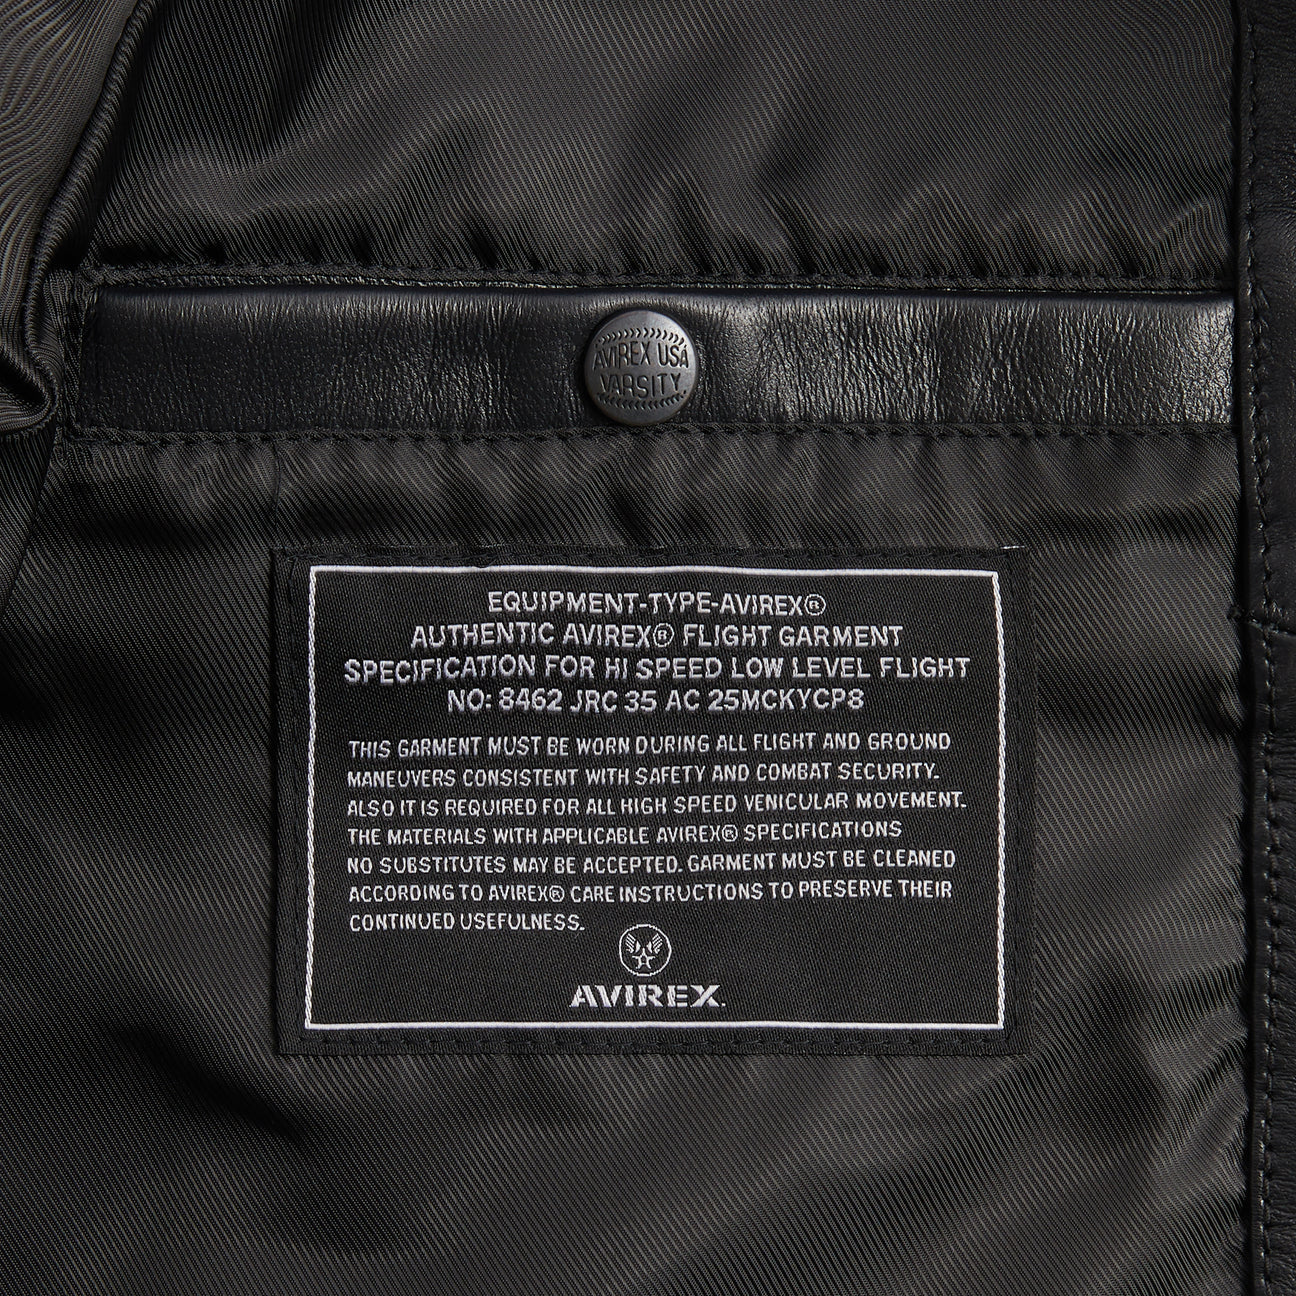 AVIREX USA
VARSITY
EQUIPMENT-TYPE-AVIREX®
AUTHENTIC AVIREX® FLIGHT GARMENT
SPECIFICATION FOR HI SPEED LOW LEVEL FLIGHT
NO: 8462 JRC 35 AC 25MCKYCP8
THIS GARMENT MUST BE WORN DURING ALL FLIGHT AND GROUND
MANEUVERS CONSISTENT WITH SAFETY AND COMBAT SECURITY.
ALSO IT IS REQUIRED FOR ALL HIGH SPEED VENICULAR MOVEMENT.
THE MATERIALS WITH APPLICABLE AVIREX® SPECIFICATIONS
NO SUBSTITUTES MAY BE ACCEPTED. GARMENT MUST BE CLEANED
ACCORDING TO AVIREX® CARE INSTRUCTIONS TO PRESERVE THEIR
CONTINUED USEFULNESS.
AVIREX.